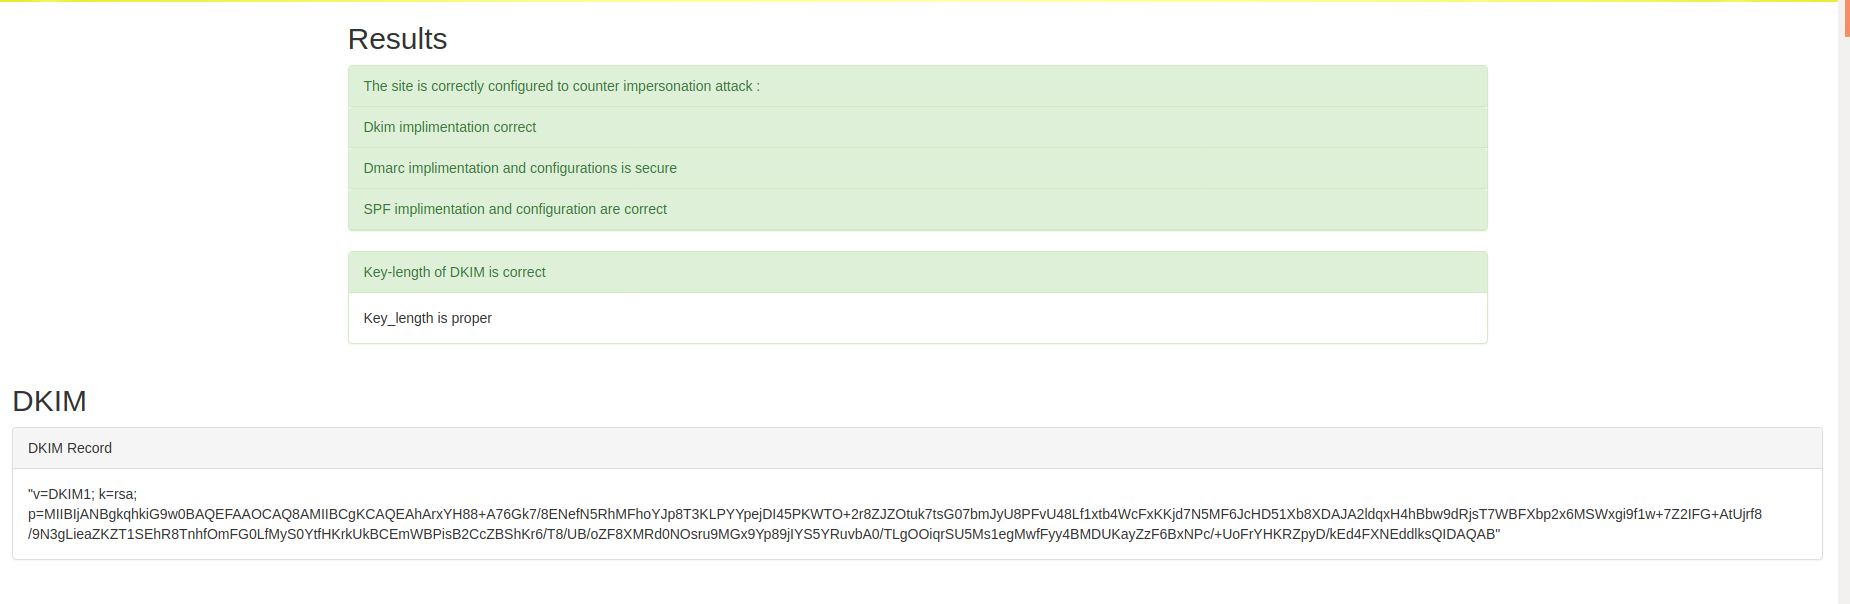 Results
The site is correctly configured to counter impersonation attack :
Dkim implimentation correct
Dmarc implimentation and configurations is secure
SPF implimentation and configuration are correct
Key-length of DKIM is correct
Key_length is proper
DKIM
DKIM Record
"v=DKIM1; k=rsa;
p=MIIBIjANBgkqhkiG9w0BAQEFAAOCAQ8AMIIBCgKCAQEAhArxYH88+A76Gk7/8ENefN5RhMFhoYJp8T3KLPYYpejDI45PKWTO+2r8ZJZOtuk7tsG07bmJyU8PFvU48Lf1xtb4WcFxKKjd7N5MF6JcHD51Xb8XDAJA2ldqxH4hBbw9dRjsT7WBFXbp2x6MSWxgi9f1w+7Z2IFG+AtUjrf8
/9N3gLieaZKZT1SEhR8TnhfOmFG0LfMyS0YtfHKrkUkBCEmWBPisB2CcZBShKr6/T8/UB/oZF8XMRd0NOsru9MGx9Yp89jIYS5YRuvbA0/TLgOOiqrSU5Ms1egMwfFyy4BMDUKayZzF6BxNPc/+UoFrYHKRZpyD/kEd4FXNEddlksQIDAQAB"